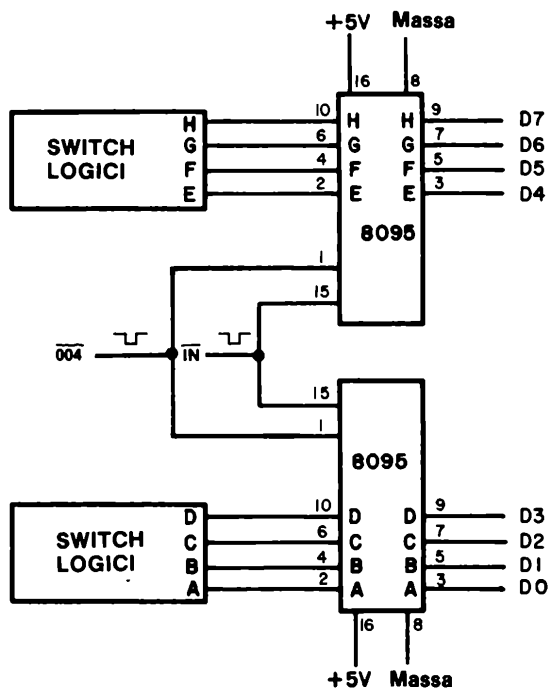 +5V Massa
16 8
H 10 H H 9 D7
SWITCH G 6 G G 7 D6
LOGICI F 4 F F 5 D5
E 2 E E 3 D4
8095
1
15
004 IN
15
1
8095
D 10 D D 9 D3
SWITCH C 6 C C 7 D2
LOGICI B 4 B B 5 D1
A 2 A A 3 D0
16 8
+5V Massa